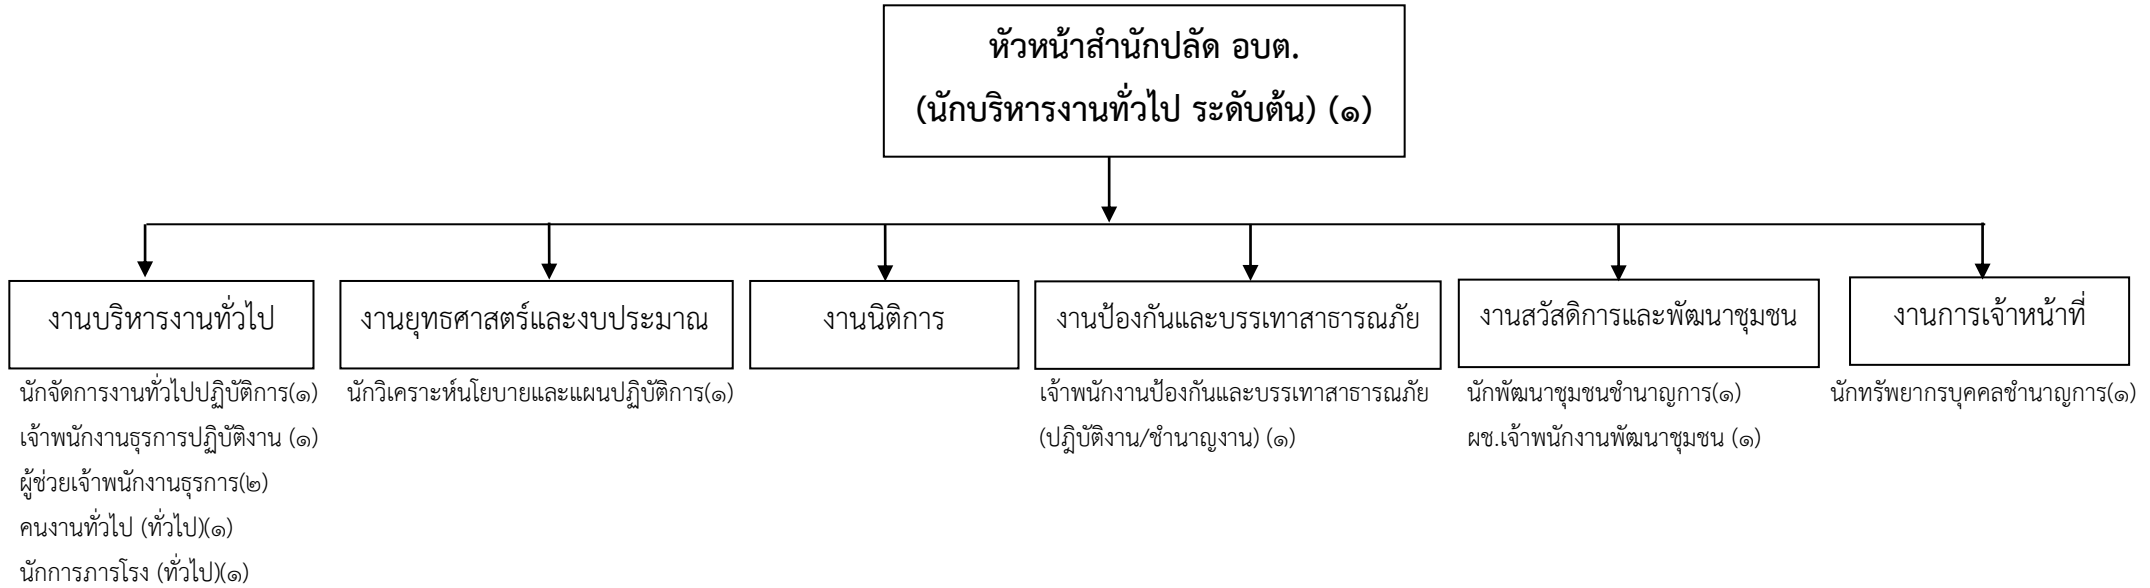 หัวหน้าสำนักปลัด อบต.
(นักบริหารงานทั่วไป ระดับต้น) (๑)
งานบริหารงานทั่วไป
นักจัดการงานทั่วไปปฏิบัติการ(๑)
เจ้าพนักงานธุรการปฏิบัติงาน (๑)
ผู้ช่วยเจ้าพนักงานธุรการ(๒)
คนงานทั่วไป (ทั่วไป)(๑)
นักการภารโรง (ทั่วไป)(๑)
งานยุทธศาสตร์และงบประมาณ
นักวิเคราะห์นโยบายและแผนปฏิบัติการ(๑)
งานนิติการ
งานป้องกันและบรรเทาสาธารณภัย
เจ้าพนักงานป้องกันและบรรเทาสาธารณภัย
(ปฎิบัติงาน/ชำนาญงาน) (๑)
งานสวัสดิการและพัฒนาชุมชน
นักพัฒนาชุมชนชำนาญการ(๑)
ผช.เจ้าพนักงานพัฒนาชุมชน (๑)
งานการเจ้าหน้าที่
นักทรัพยากรบุคคลชำนาญการ(๑)